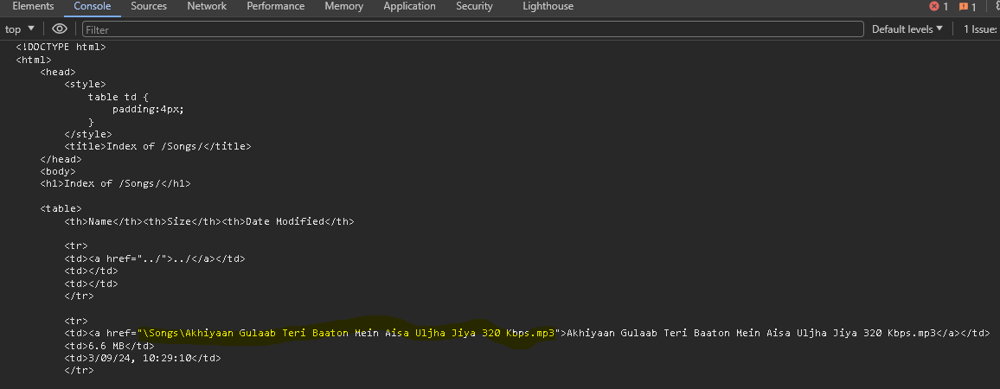 Elements Console Sources Network Performance Memory Application Security Lighthouse 1 1
top Filter Default levels 1 Issue:
<!DOCTYPE html>
<html>
<head>
<style>
table td {
padding:4px;
}
</style>
<title>Index of /Songs/</title>
</head>
<body>
<h1>Index of /Songs/</h1>
<table>
<th>Name</th><th>Size</th><th>Date Modified</th>
<tr>
<td><a href="../">../</a></td>
<td></td>
<td></td>
</tr>
<tr>
<td><a href="\Songs\Akhiyaan Gulaab Teri Baaton Mein Aisa Uljha Jiya 320 Kbps.mp3">Akhiyaan Gulaab Teri Baaton Mein Aisa Uljha Jiya 320 Kbps.mp3</a></td>
<td>6.6 MB</td>
<td>3/09/24, 10:29:10</td>
</tr>